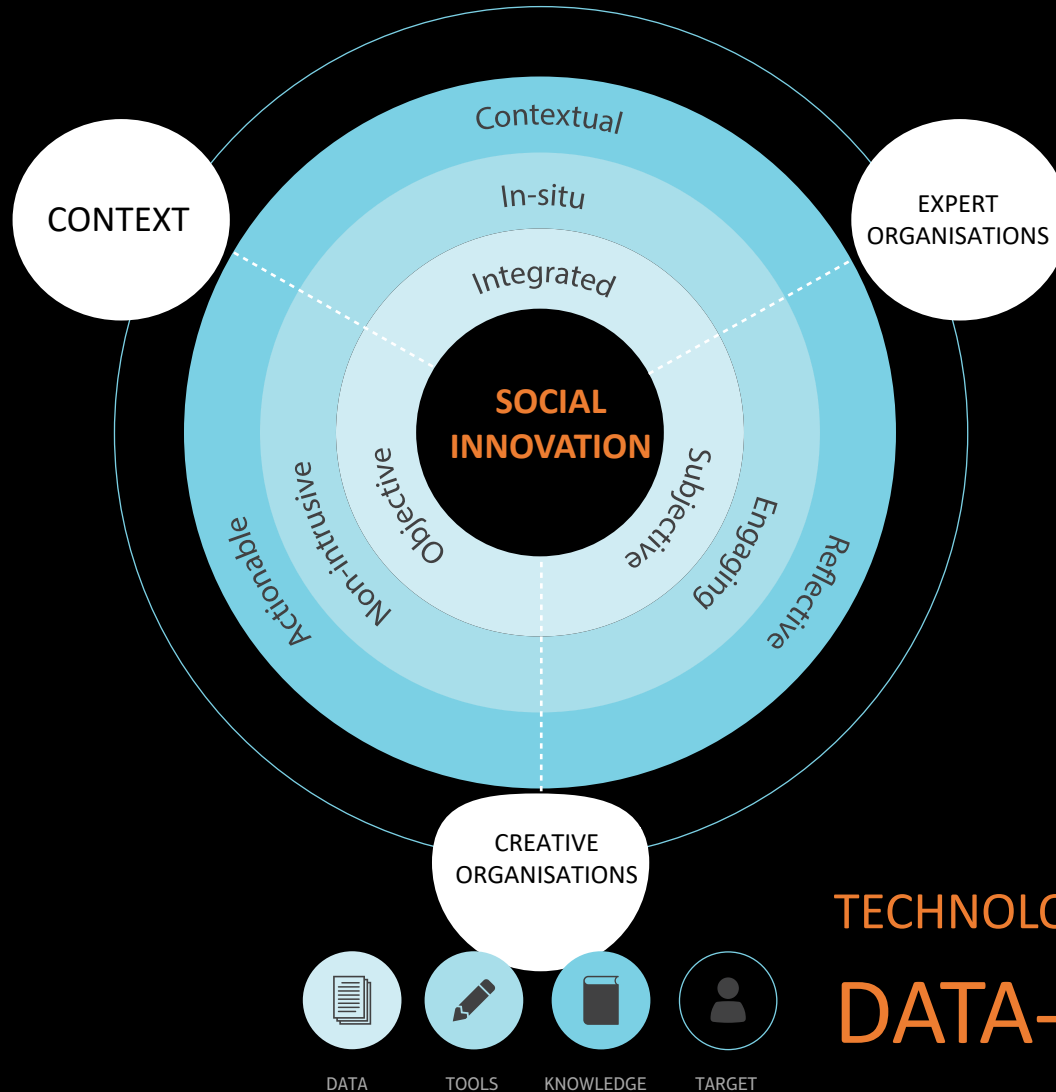 Contextual
In-situ
Integrated
CONTEXT
EXPERT
ORGANISATIONS
SOCIAL
INNOVATION
Objective
Non-intrusive
Actionable
Subjective
Engaging
Reflective
CREATIVE
ORGANISATIONS
TECHNOLO
DATA-
DATA
TOOLS
KNOWLEDGE
TARGET